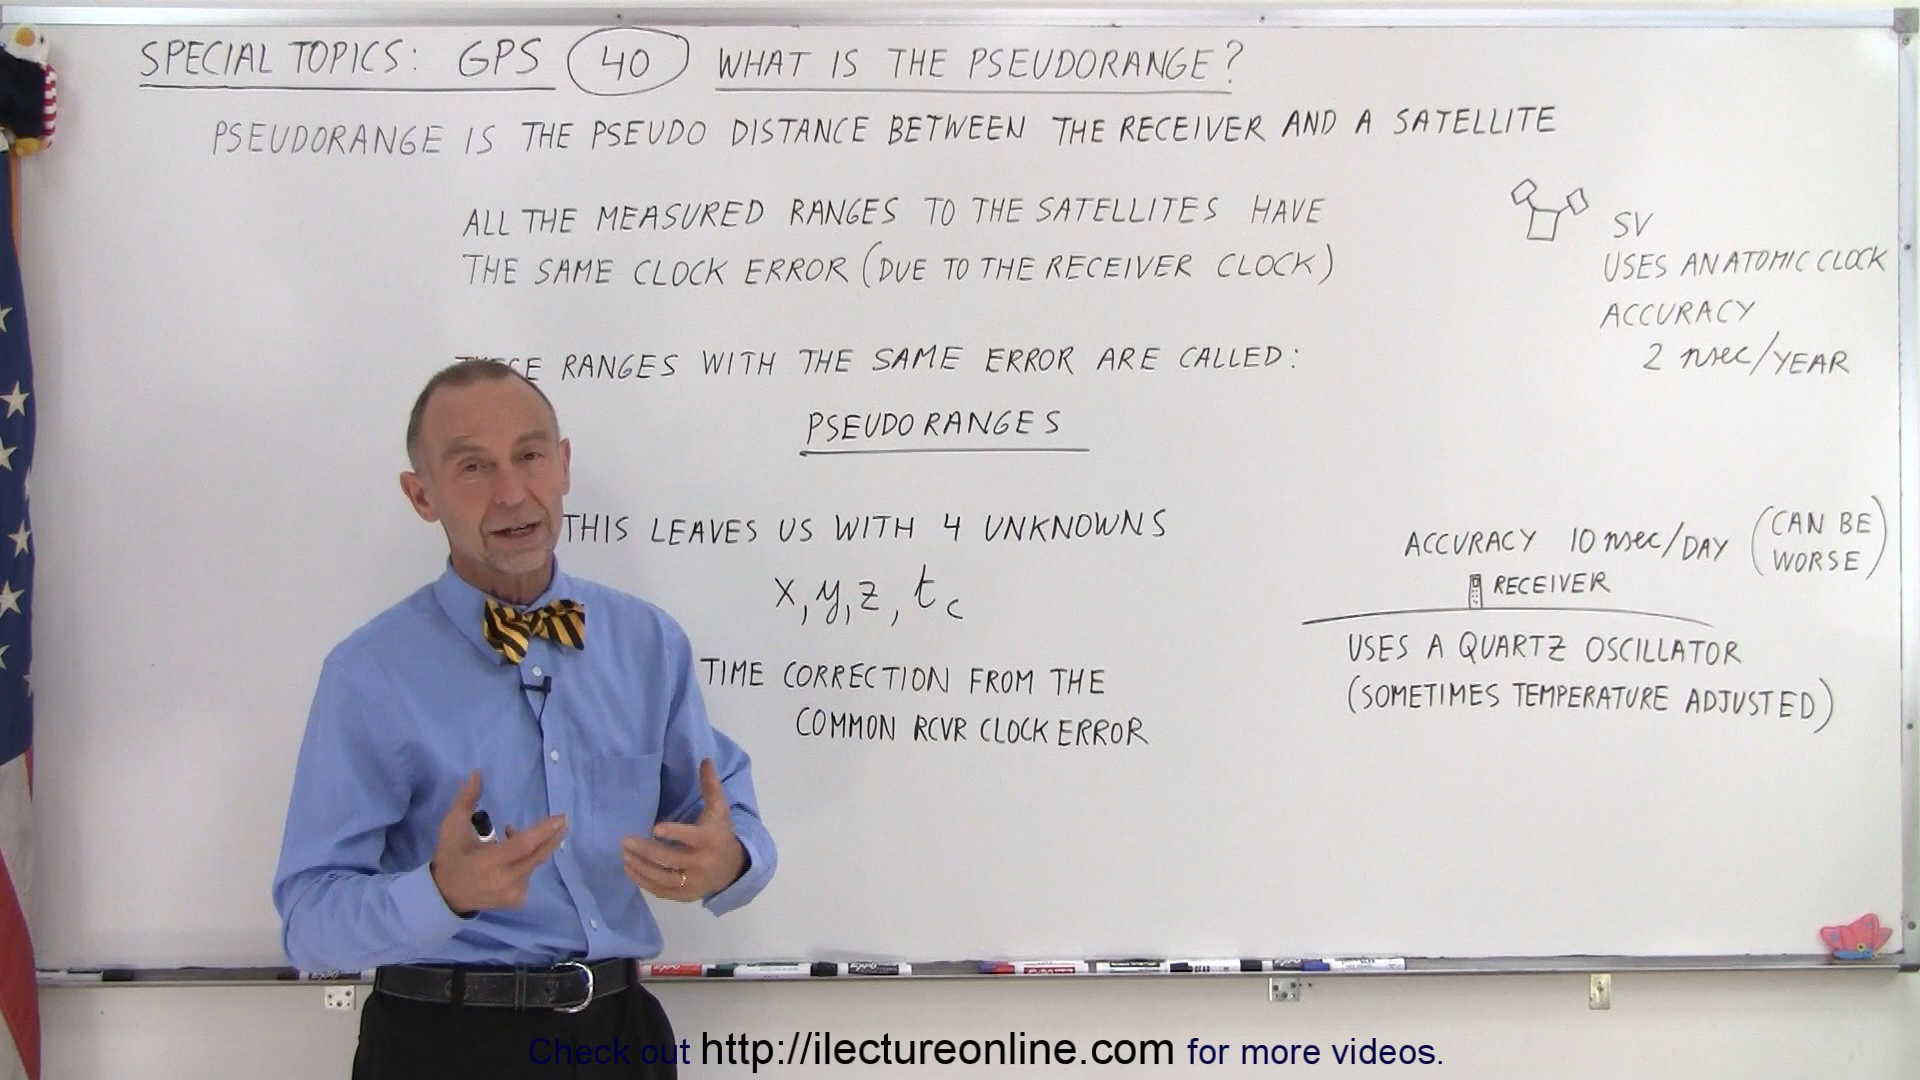 SPECIAL TOPICS: GPS 40 WHAT IS THE PSEUDORANGE?
PSEUDORANGE IS THE PSEUDO DISTANCE BETWEEN THE RECEIVER AND A SATELLITE
ALL THE MEASURED RANGES TO THE SATELLITES HAVE
THE SAME CLOCK ERROR (DUE TO THE RECEIVER CLOCK)
RANGES WITH THE SAME ERROR ARE CALLED:
PSEUDORANGES
THIS LEAVES US WITH 4 UNKNOWNS
x, y, z, tc
TIME CORRECTION FROM THE
COMMON RCVR CLOCK ERROR
SV
USES AN ATOMIC CLOCK
ACCURACY
2 nsec/YEAR
ACCURACY 10 nsec/DAY (CAN BE
WORSE)
RECEIVER
USES A QUARTZ OSCILLATOR
(SOMETIMES TEMPERATURE ADJUSTED)
Check out http://ilectureonline.com for more videos.